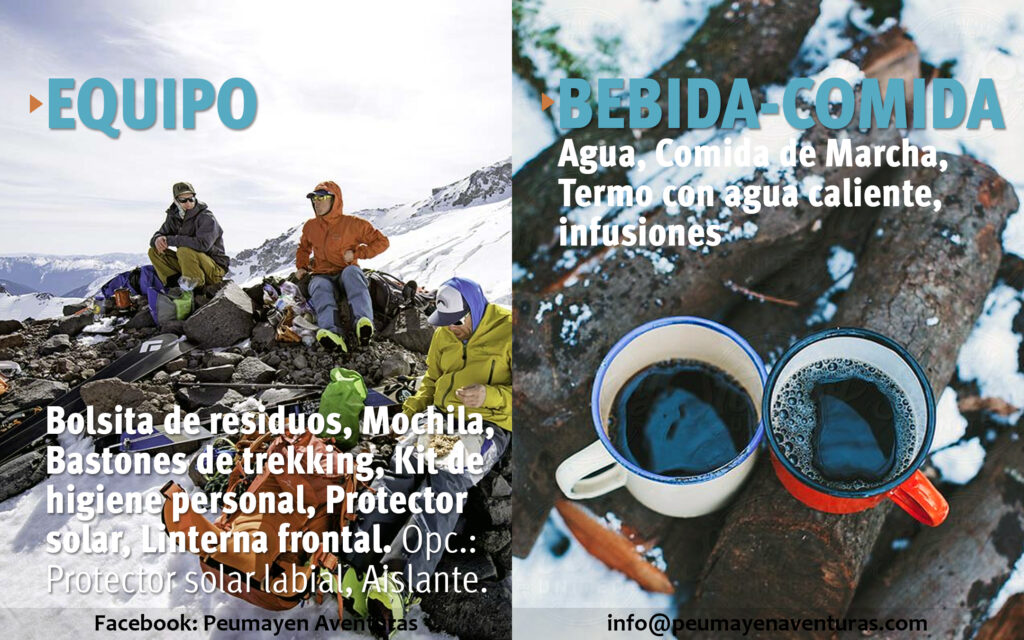 EQUIPO
Bolsita de residuos, Mochila,
Bastones de trekking, Kit de
higiene personal, Protector
solar, Linterna frontal. Opc.:
Protector solar labial, Aislante.
Facebook: Peumayen Aventuras
BEBIDA-COMIDA
Agua, Comida de Marcha,
Termo con agua caliente,
infusiones
info@peumayenaventuras.com